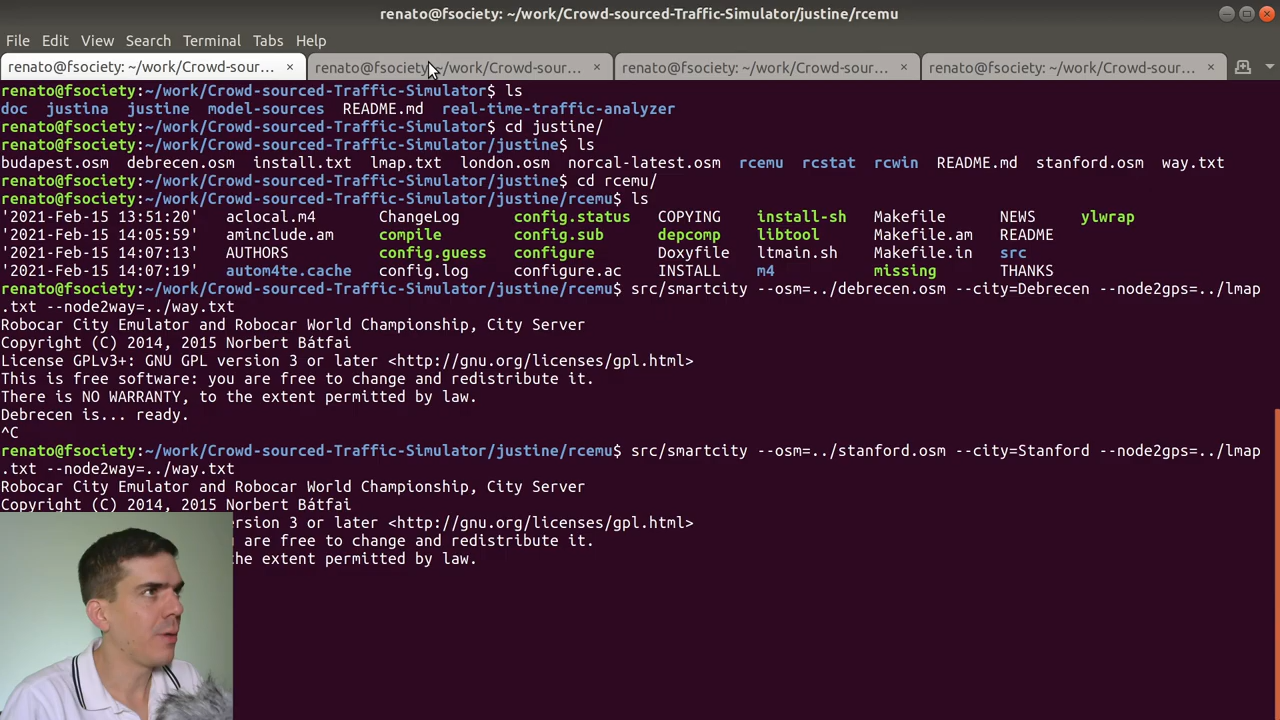 renato@fsociety: ~/work/Crowd-sourced-Traffic-Simulator/justine/rcemu
File Edit View Search Terminal Tabs Help
renato@fsociety: ~/work/Crowd-sour... × renato@fsociety: ~/work/Crowd-sour... × renato@fsociety: ~/work/Crowd-sour... × renato@fsociety: ~/work/Crowd-sour... ×
renato@fsociety:~/work/Crowd-sourced-Traffic-Simulator$ ls
doc justina justine model-sources README.md real-time-traffic-analyzer
renato@fsociety:~/work/Crowd-sourced-Traffic-Simulator$ cd justine/
renato@fsociety:~/work/Crowd-sourced-Traffic-Simulator/justine$ ls
budapest.osm debrecen.osm install.txt lmap.txt london.osm norcal-latest.osm rcemu rcstat rcwin README.md stanford.osm way.txt
renato@fsociety:~/work/Crowd-sourced-Traffic-Simulator/justine$ cd rcemu/
renato@fsociety:~/work/Crowd-sourced-Traffic-Simulator/justine/rcemu$ ls
'2021-Feb-15 13:51:20' aclocal.m4 ChangeLog config.status COPYING install-sh Makefile NEWS ylwrap
'2021-Feb-15 14:05:59' aminclude.am compile config.sub depcomp libtool Makefile.am README
'2021-Feb-15 14:07:13' AUTHORS config.guess configure Doxyfile ltmain.sh Makefile.in src
'2021-Feb-15 14:07:19' autom4te.cache config.log configure.ac INSTALL m4 missing THANKS
renato@fsociety:~/work/Crowd-sourced-Traffic-Simulator/justine/rcemu$ src/smartcity --osm=../debrecen.osm --city=Debrecen --node2gps=../lmap
.txt --node2way=../way.txt
Robocar City Emulator and Robocar World Championship, City Server
Copyright (C) 2014, 2015 Norbert Bátfai
License GPLv3+: GNU GPL version 3 or later <http://gnu.org/licenses/gpl.html>
This is free software: you are free to change and redistribute it.
There is NO WARRANTY, to the extent permitted by law.
Debrecen is... ready.
^C
renato@fsociety:~/work/Crowd-sourced-Traffic-Simulator/justine/rcemu$ src/smartcity --osm=../stanford.osm --city=Stanford --node2gps=../lmap
.txt --node2way=../way.txt
Robocar City Emulator and Robocar World Championship, City Server
Copyright (C) 2014, 2015 Norbert Bátfai
ersion 3 or later <http://gnu.org/licenses/gpl.html>
are free to change and redistribute it.
the extent permitted by law.